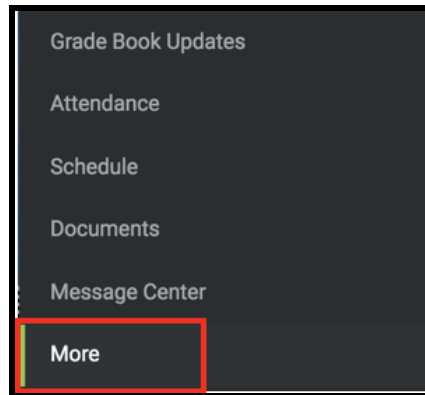 Grade Book Updates
Attendance
Schedule
Documents
Message Center
More